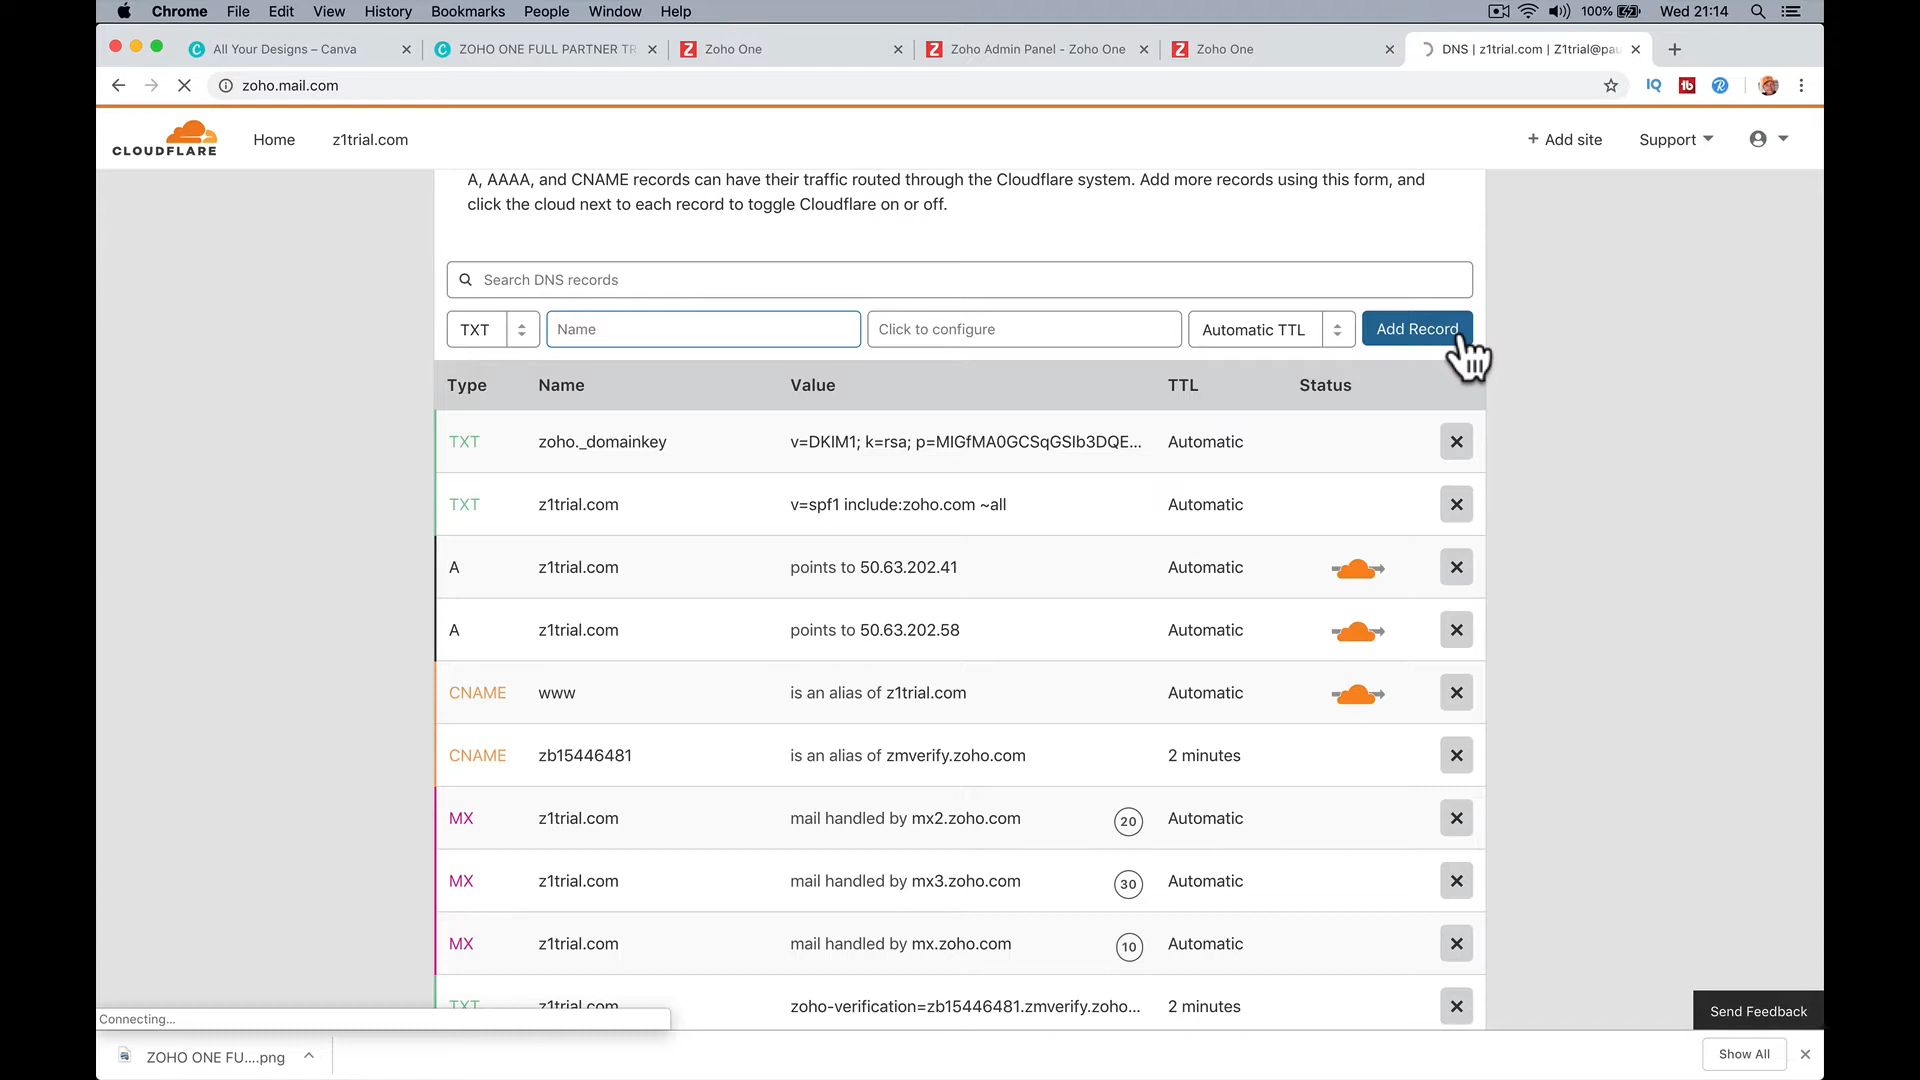 Chrome File Edit View History Bookmarks People Window Help 100% Wed 21:14
All Your Designs – Canva
ZOHO ONE FULL PARTNER TR
Zoho One
Zoho Admin Panel - Zoho One
Zoho One
DNS | z1trial.com | Z1trial@pau
zoho.mail.com
CLOUDFLARE
Home
z1trial.com
+ Add site
Support
A, AAAA, and CNAME records can have their traffic routed through the Cloudflare system. Add more records using this form, and
click the cloud next to each record to toggle Cloudflare on or off.
Search DNS records
TXT Name Click to configure Automatic TTL Add Record
Type Name Value TTL Status
TXT zoho._domainkey v=DKIM1; k=rsa; p=MIGfMA0GCSqGSIb3DQE... Automatic
TXT z1trial.com v=spf1 include:zoho.com ~all Automatic
A z1trial.com points to 50.63.202.41 Automatic
A z1trial.com points to 50.63.202.58 Automatic
CNAME www is an alias of z1trial.com Automatic
CNAME zb15446481 is an alias of zmverify.zoho.com 2 minutes
MX z1trial.com mail handled by mx2.zoho.com 20 Automatic
MX z1trial.com mail handled by mx3.zoho.com 30 Automatic
MX z1trial.com mail handled by mx.zoho.com 10 Automatic
TXT z1trial.com zoho-verification=zb15446481.zmverify.zoho... 2 minutes
Send Feedback
Connecting...
ZOHO ONE FU....png
Show All